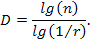 D = lg(n) / lg(1/r).